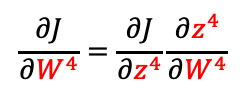 ∂J/∂W⁴ = ∂J/∂z⁴ ∂z⁴/∂W⁴